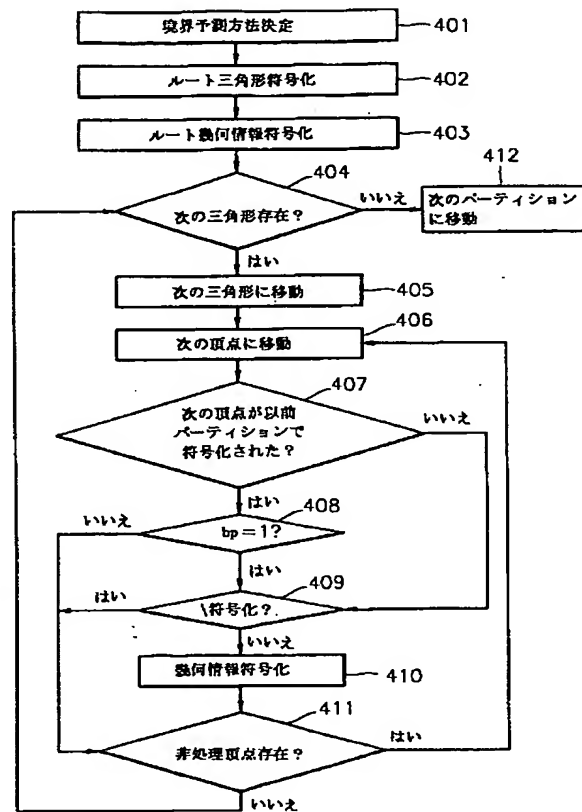 境界予測方法決定
401
ルート三角形符号化
402
ルート幾何情報符号化
403
404
412
次の三角形存在？
いいえ
次のパーティション
に移動
はい
次の三角形に移動
405
406
次の頂点に移動
407
次の頂点が以前
パーティションで
符号化された？
いいえ
はい
408
いいえ
bp＝1？
はい
409
はい
\符号化？
いいえ
幾何情報符号化
410
411
非処理頂点存在？
はい
いいえ